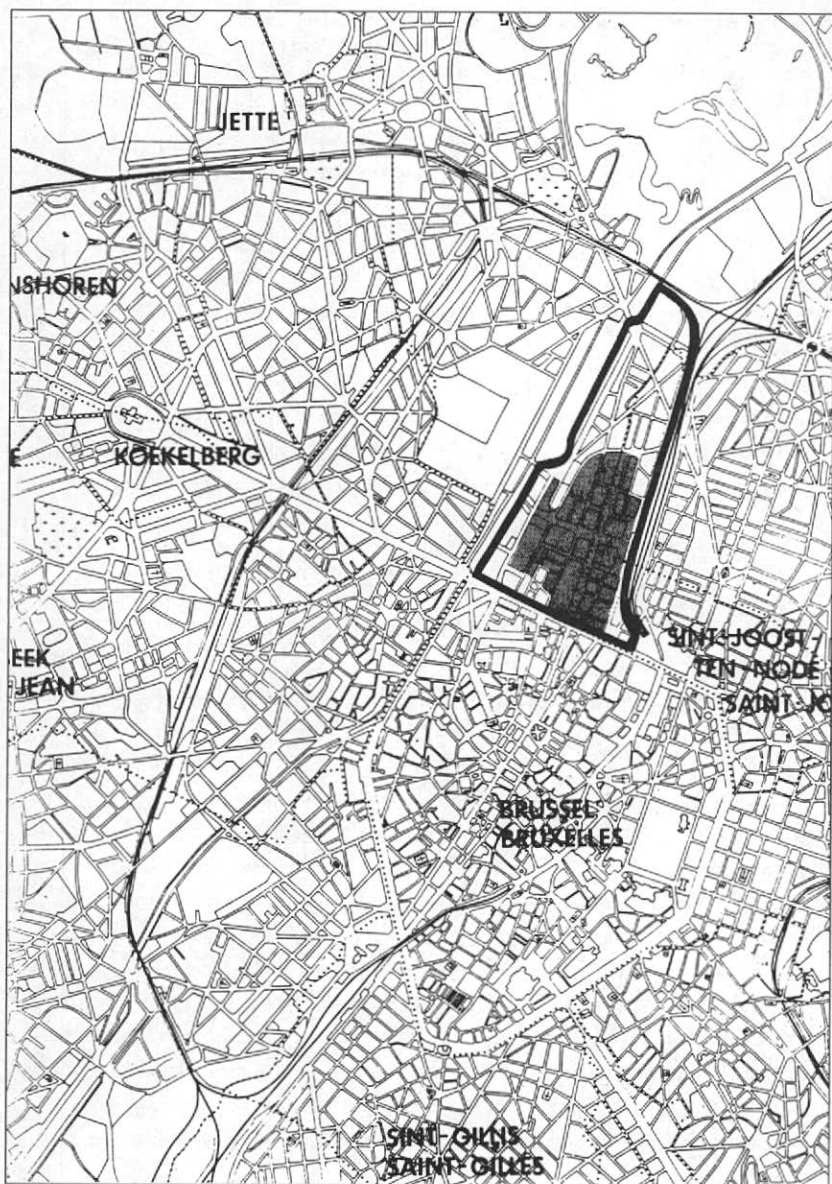 JETTE
NSHOREN
KOEKELBERG
E
EEK
JEAN
SINT-JOOST-
TEN-NODE
SAINT-JO
BRUSSEL
BRUXELLES
SINT-GILLIS
SAINT-GILLES